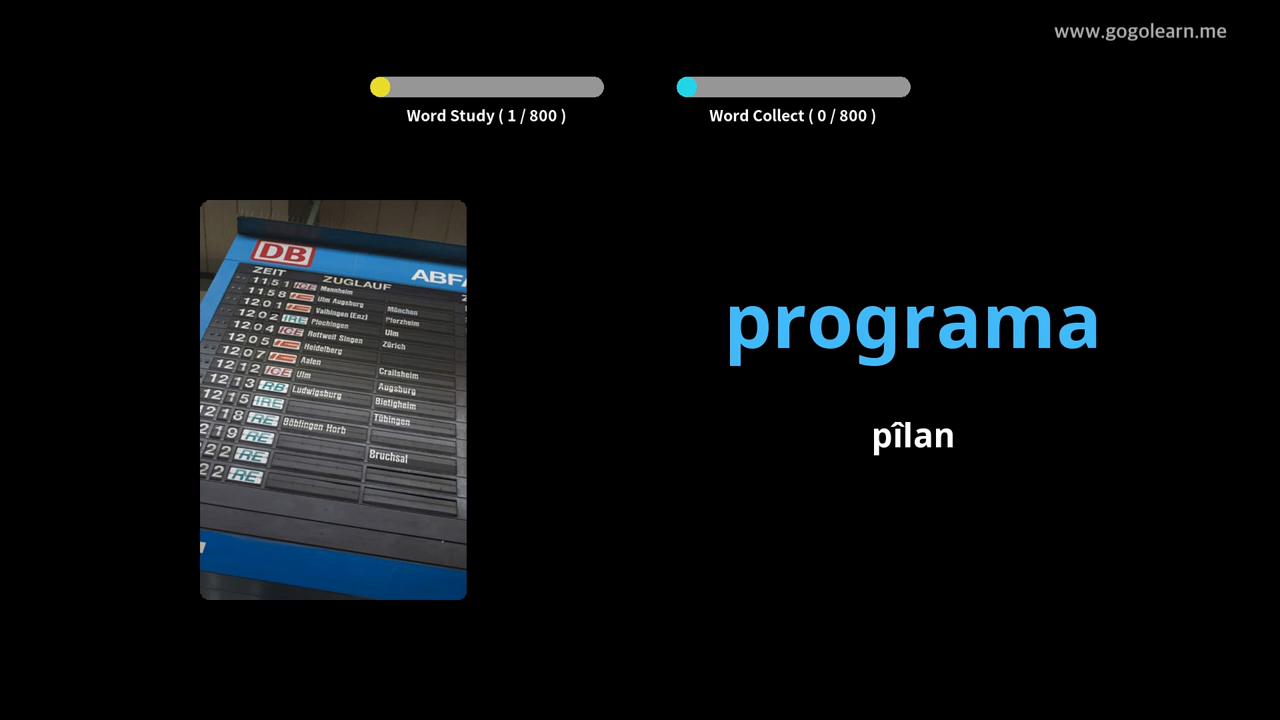 www.gogolearn.me
Word Study ( 1 / 800 )
Word Collect ( 0 / 800 )
DB
ZEIT ZUGLAUF
1151 ICE Mannheim
1158 Ulm Augsburg München
1201 Vaihingen (Enz) Pforzheim
1202 IRE Plochingen Ulm
1204 ICE Rottweil Singen Zürich
1205 Heidelberg
1207 Aalen Crailsheim
1212 ICE Ulm Augsburg
1213 RB Ludwigsburg Bietigheim
1215 IRE Tübingen
1218 RE Böblingen Horb
219 RE Bruchsal
22 RE
22 RE
programa
pîlan